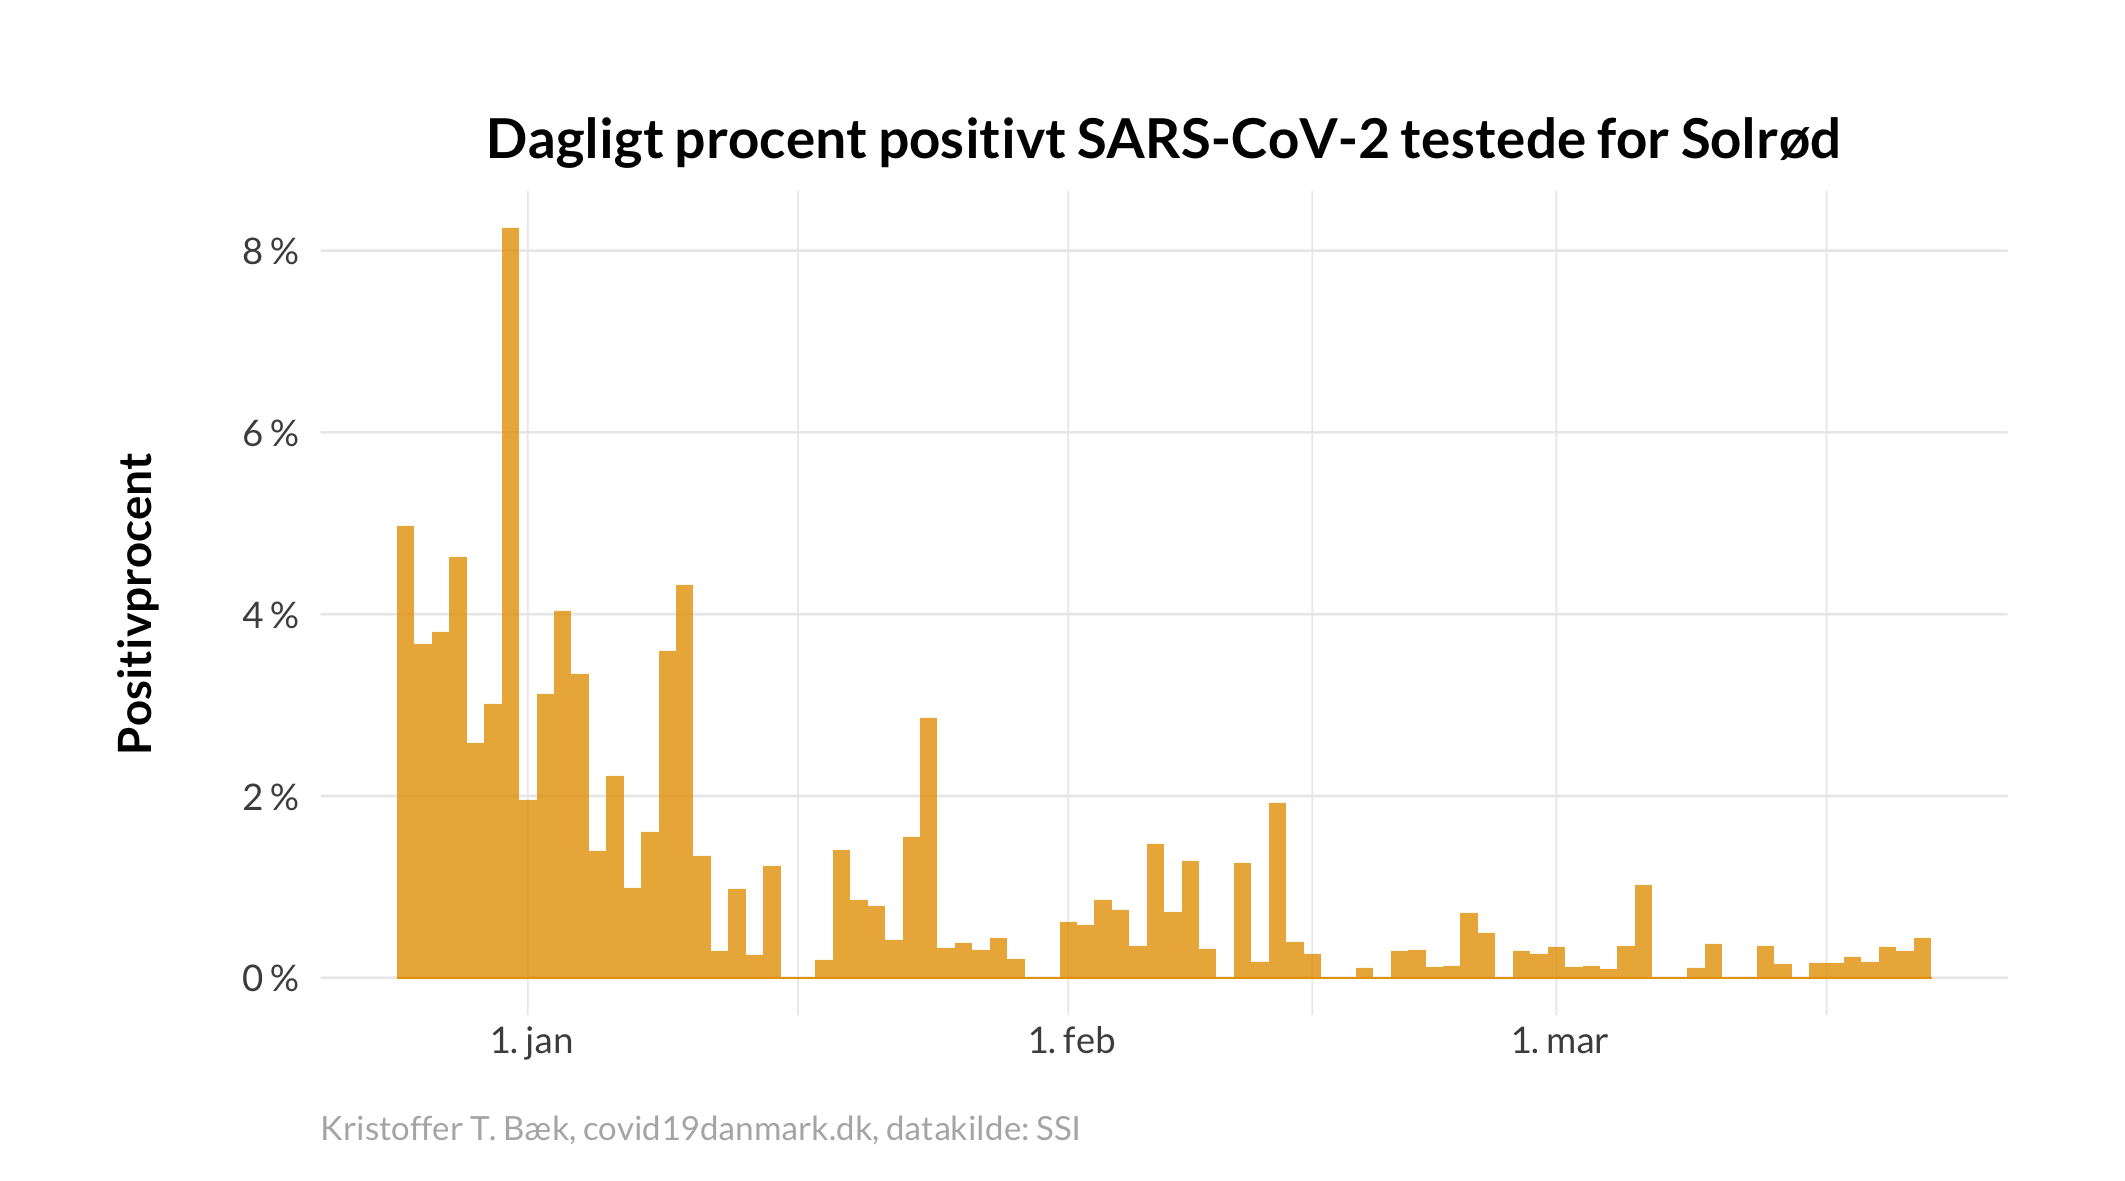 Dagligt procent positivt SARS-CoV-2 testede for Solrød
Positivprocent
8 %
6 %
4 %
2 %
0 %
1. jan
1. feb
1. mar
Kristoffer T. Bæk, covid19danmark.dk, datakilde: SSI